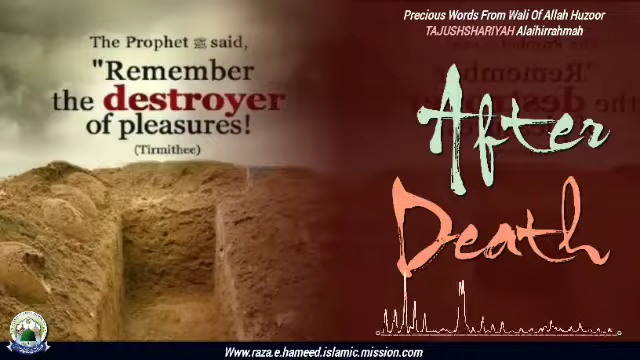 The Prophet ﷺ said,
"Remember
the destroyer
of pleasures!
(Tirmithee)
Precious Words From Wali Of Allah Huzoor
TAJUSHSHARIYAH Alaihirrahmah
After
Death
Www.raza.e.hameed.islamic.mission.com